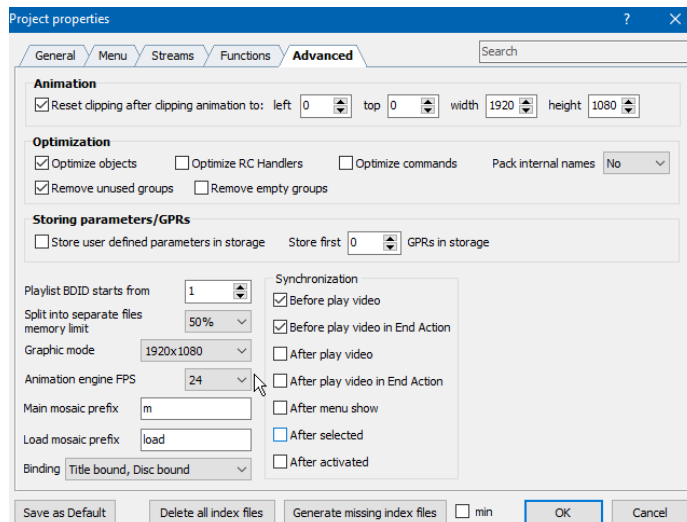 Project properties ?
General Menu Streams Functions Advanced Search
Animation
Reset clipping after clipping animation to: left 0 top 0 width 1920 height 1080
Optimization
Optimize objects Optimize RC Handlers Optimize commands Pack internal names No
Remove unused groups Remove empty groups
Storing parameters/GPRs
Store user defined parameters in storage Store first 0 GPRs in storage
Playlist BDID starts from 1
Split into separate files
memory limit 50%
Graphic mode 1920x1080
Animation engine FPS 24
Main mosaic prefix m
Load mosaic prefix load
Binding Title bound, Disc bound
Synchronization
Before play video
Before play video in End Action
After play video
After play video in End Action
After menu show
After selected
After activated
Save as Default Delete all index files Generate missing index files min OK Cancel